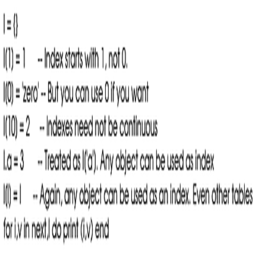 l = {}
l(1) = 1 -- Index starts with 1, not 0.
l(0) = 'zero' -- But you can use 0 if you want
l(10) = 2 -- Indexes need not be continuous
l.a = 3 -- Treated as l('a'). Any object can be used as index
l(l) = l -- Again, any object can be used as an index. Even other tables
for i,v in next,l do print (i,v) end